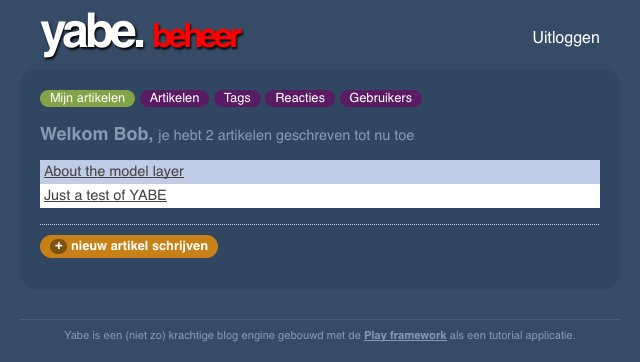 yabe. beheer
Uitloggen
Mijn artikelen Artikelen Tags Reacties Gebruikers
Welkom Bob, je hebt 2 artikelen geschreven tot nu toe
About the model layer
Just a test of YABE
+ nieuw artikel schrijven
Yabe is een (niet zo) krachtige blog engine gebouwd met de Play framework als een tutorial applicatie.